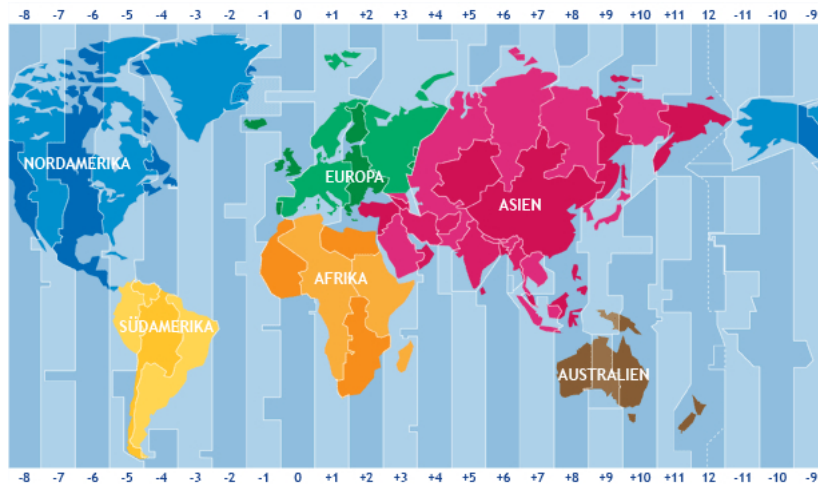 -8 -7 -6 -5 -4 -3 -2 -1 0 +1 +2 +3 +4 +5 +6 +7 +8 +9 +10 +11 12 -11 -10 -9
NORDAMERIKA
EUROPA
ASIEN
AFRIKA
SÜDAMERIKA
AUSTRALIEN
-8 -7 -6 -5 -4 -3 -2 -1 0 +1 +2 +3 +4 +5 +6 +7 +8 +9 +10 +11 12 -11 -10 -9